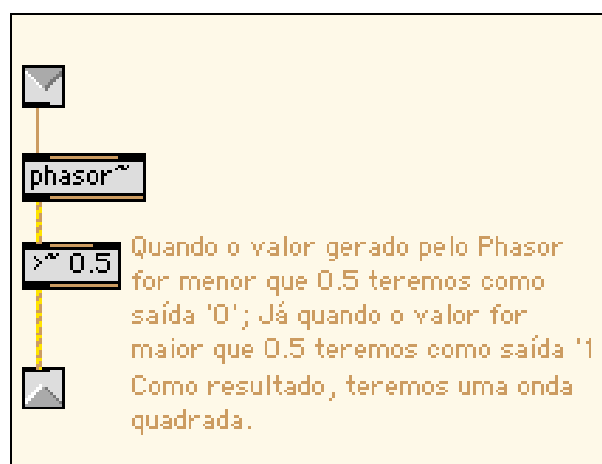 phasor~
>~ 0.5
Quando o valor gerado pelo Phasor
for menor que 0.5 teremos como
saída '0'; Já quando o valor for
maior que 0.5 teremos como saída '1
Como resultado, teremos uma onda
quadrada.